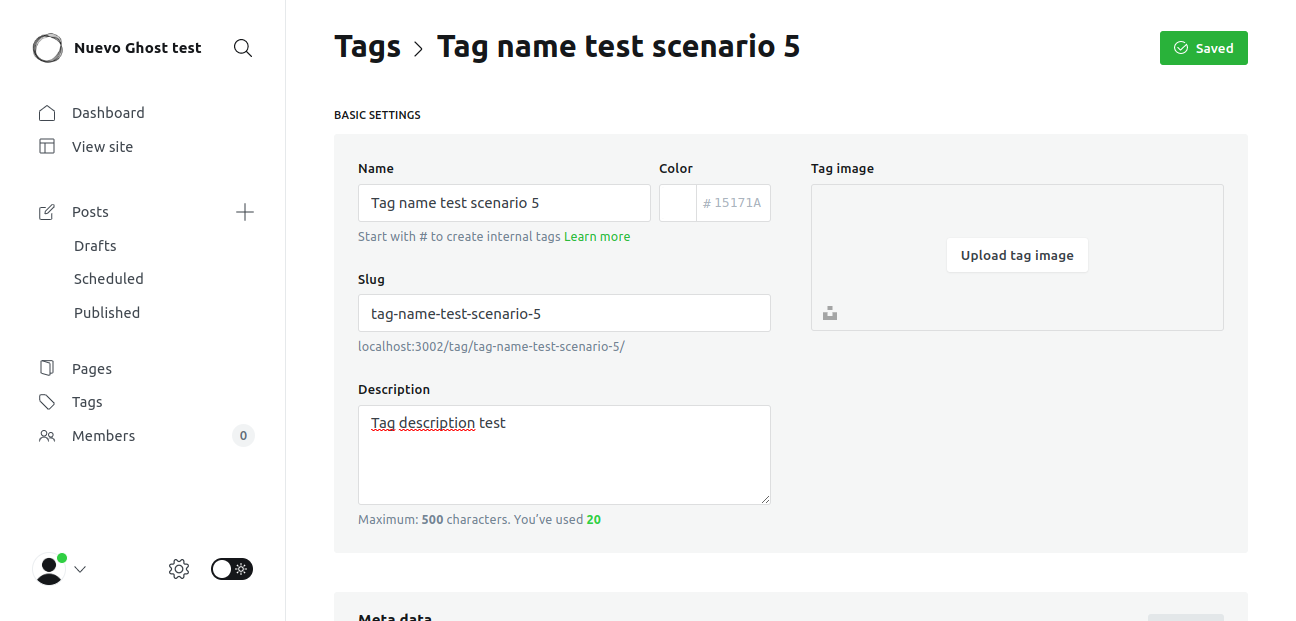 Nuevo Ghost test
Dashboard
View site
Posts
Drafts
Scheduled
Published
Pages
Tags
Members 0
Tags > Tag name test scenario 5
Saved
BASIC SETTINGS
Name
Tag name test scenario 5
Start with # to create internal tags Learn more
Color
# 15171A
Slug
tag-name-test-scenario-5
localhost:3002/tag/tag-name-test-scenario-5/
Description
Tag description test
Maximum: 500 characters. You've used 20
Tag image
Upload tag image
Meta data